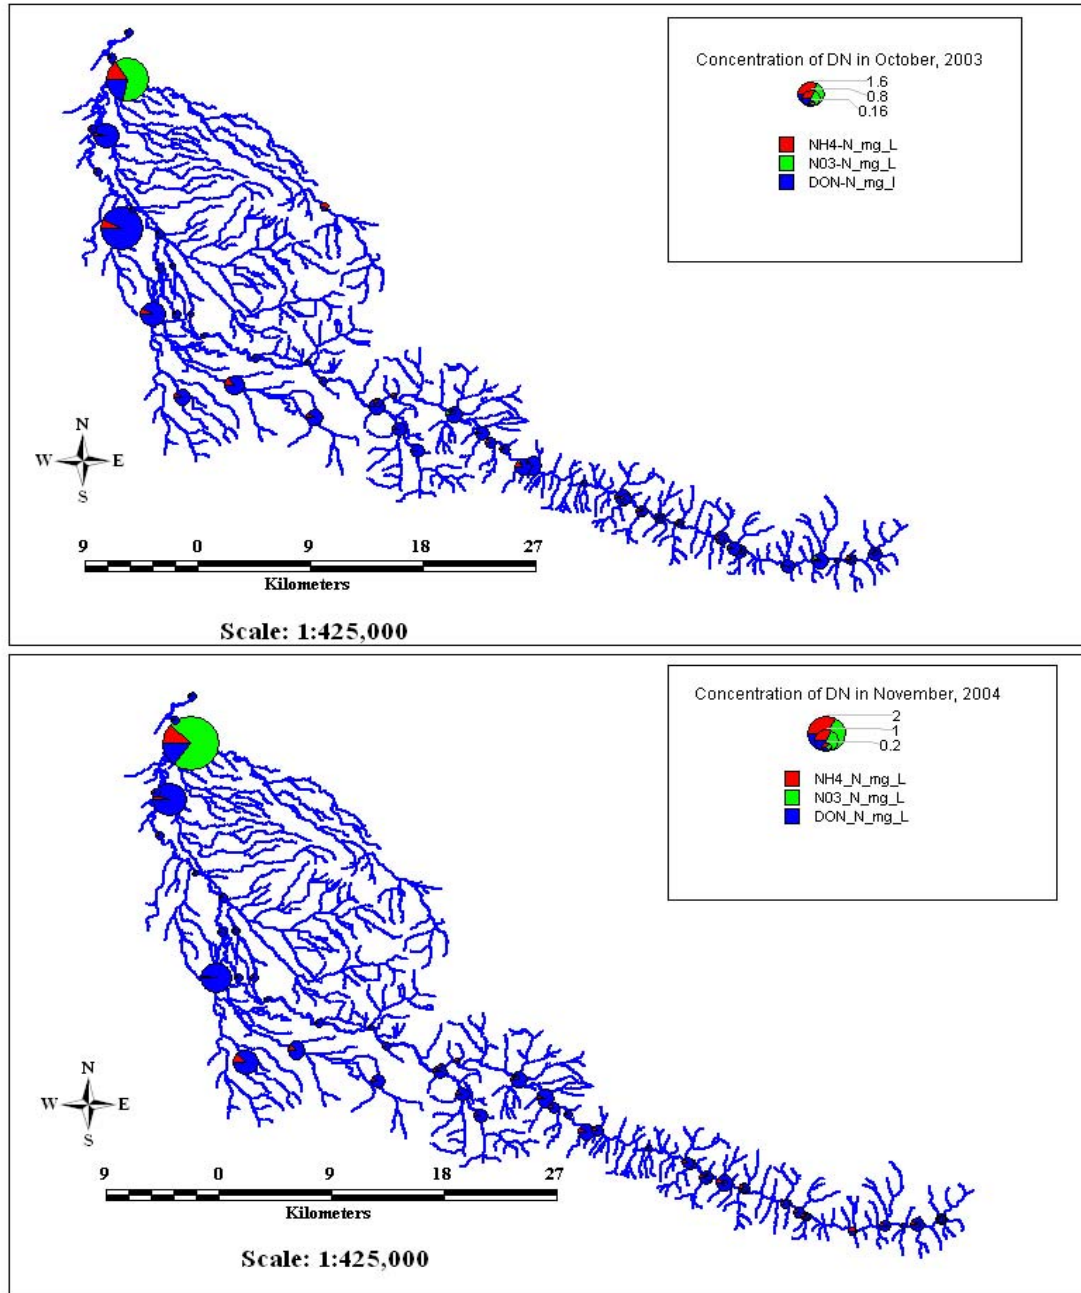 Concentration of DN in October, 2003
1.6
0.8
0.16
NH4-N_mg_L
N03-N_mg_L
DON-N_mg_l
N
W E
S
9 0 9 18 27
Kilometers
Scale: 1:425,000
Concentration of DN in November, 2004
2
1
0.2
NH4_N_mg_L
N03_N_mg_L
DON_N_mg_L
N
W E
S
9 0 9 18 27
Kilometers
Scale: 1:425,000